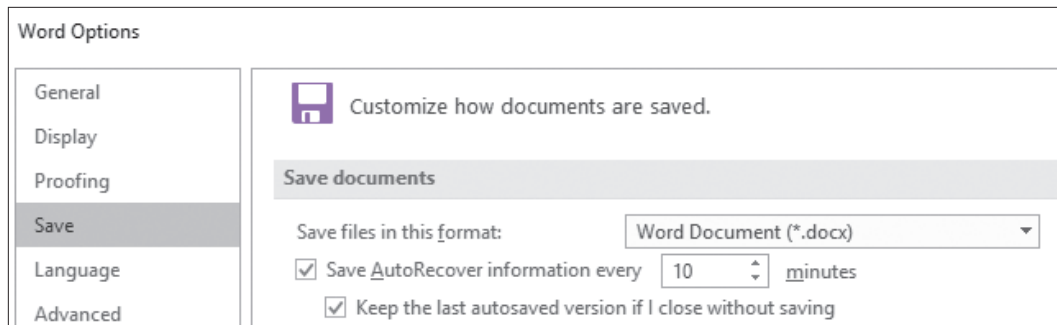 Word Options
General
Display
Proofing
Save
Language
Advanced
Customize how documents are saved.
Save documents
Save files in this format: Word Document (*.docx)
Save AutoRecover information every 10 minutes
Keep the last autosaved version if I close without saving